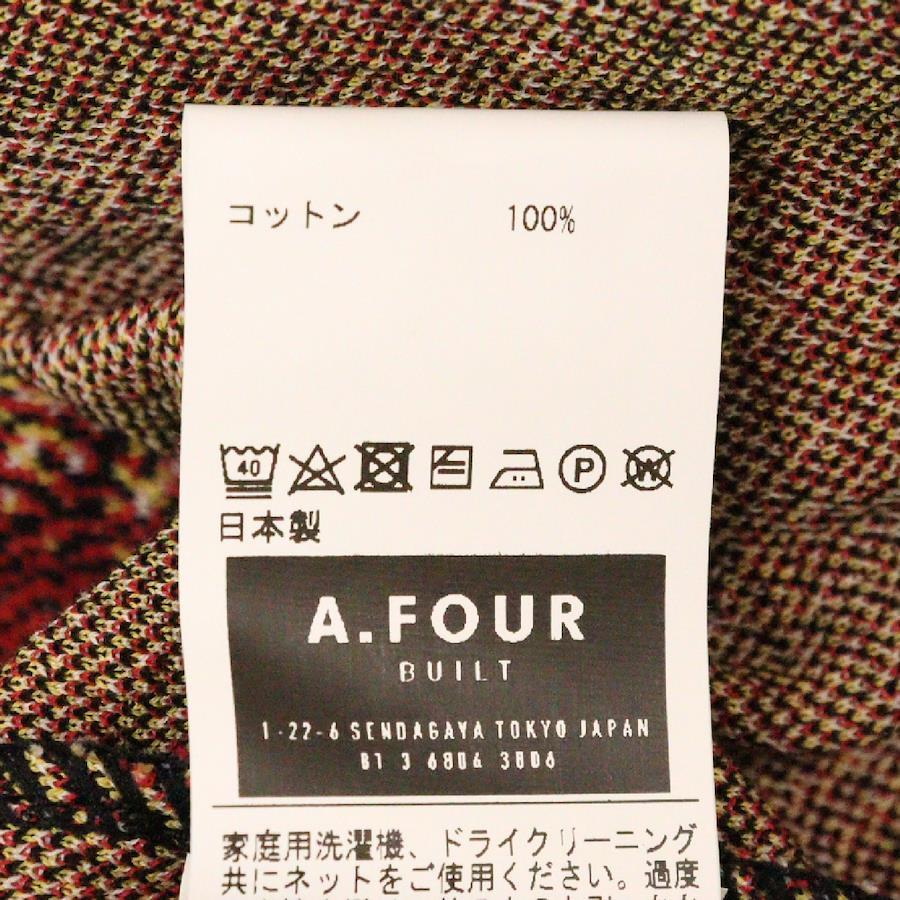 コットン 100%
40 P W
日本製
A.FOUR
BUILT
1-22-6 SENDAGAYA TOKYO JAPAN
81 3 6804 3806
家庭用洗濯機、ドライクリーニング
共にネットをご使用ください。過度